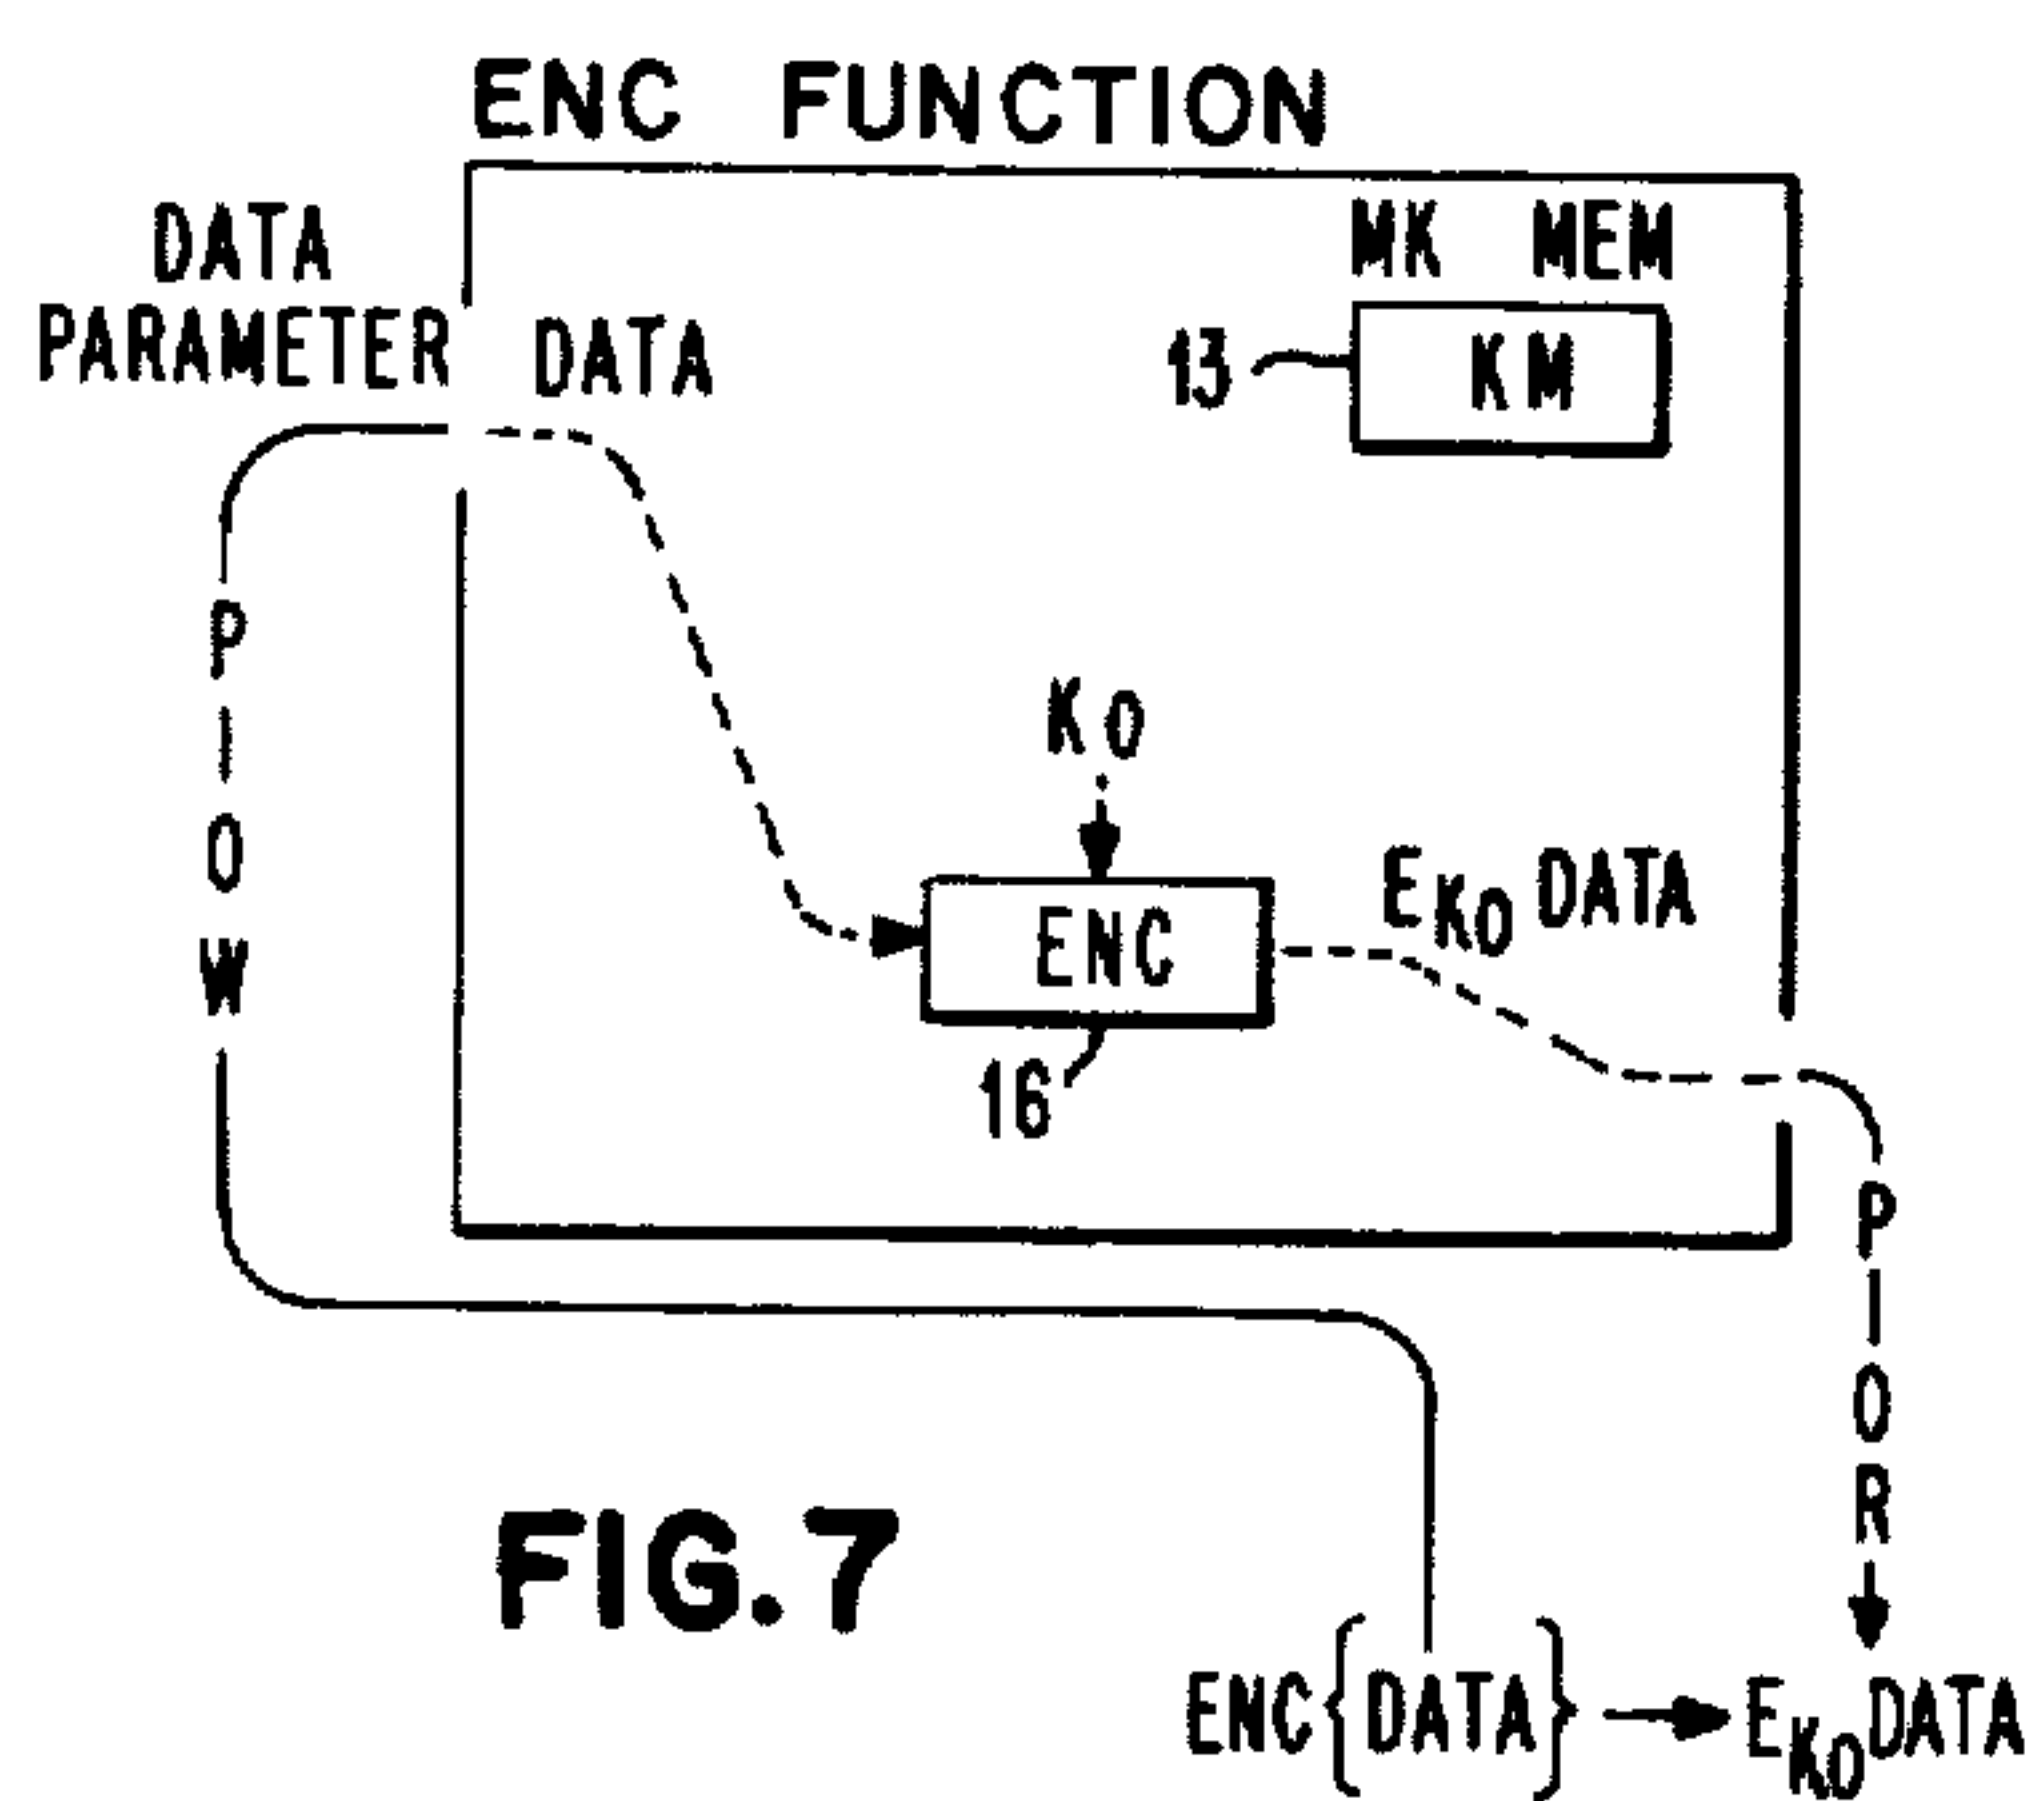 ENC FUNCTION
DATA
PARAMETER
DATA
MK MEM
13
KM
P
I
O
W
KO
ENC
EKO DATA
16
P
I
O
R
FIG.7
ENC{DATA} → EKODATA